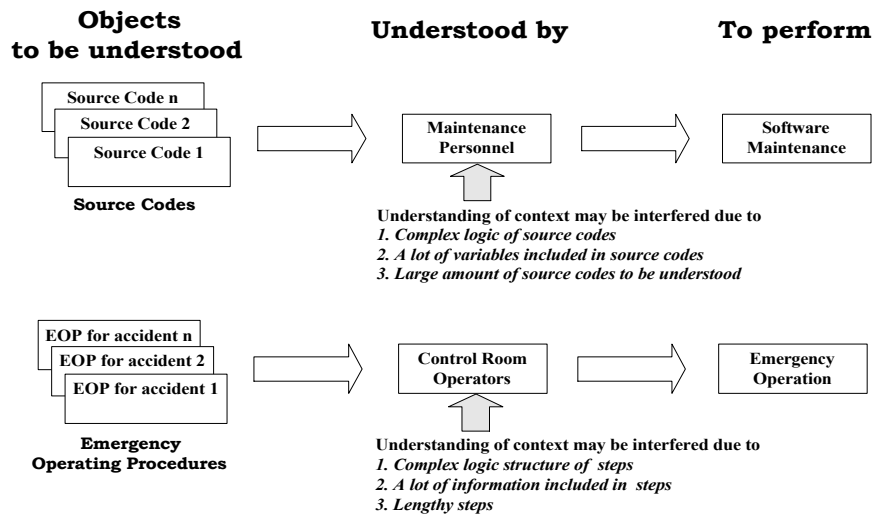 Objects
to be understood
Understood by
To perform
Source Code n
Source Code 2
Source Code 1
Source Codes
Maintenance
Personnel
Software
Maintenance
Understanding of context may be interfered due to
1. Complex logic of source codes
2. A lot of variables included in source codes
3. Large amount of source codes to be understood
EOP for accident n
EOP for accident 2
EOP for accident 1
Emergency
Operating Procedures
Control Room
Operators
Emergency
Operation
Understanding of context may be interfered due to
1. Complex logic structure of steps
2. A lot of information included in steps
3. Lengthy steps